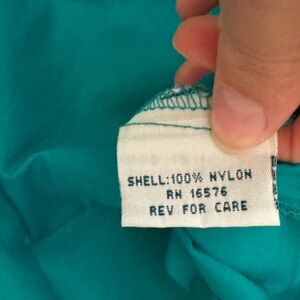 SHELL:100% NYLON
RN 16576
REV FOR CARE